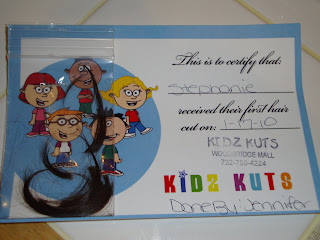 This is to certify that:
Stephanie
received their first hair
cut on: 1-17-10
KIDZ KUTS
WOODBRIDGE MALL
732-750-4224
KIDZ KUTS
Done By: Jennifer